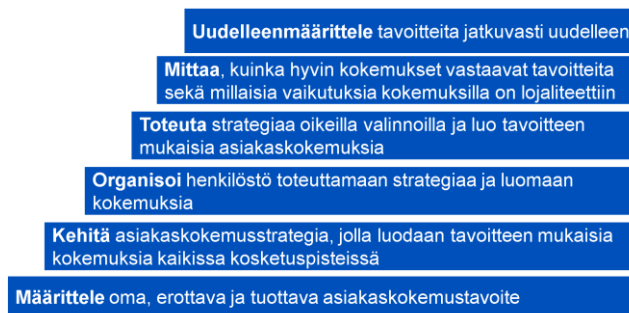 Uudelleenmäärittele tavoitteita jatkuvasti uudelleen
Mittaa, kuinka hyvin kokemukset vastaavat tavoitteita
sekä millaisia vaikutuksia kokemuksilla on lojaliteettiin
Toteuta strategiaa oikeilla valinnoilla ja luo tavoitteen
mukaisia asiakaskokemuksia
Organisoi henkilöstö toteuttamaan strategiaa ja luomaan
kokemuksia
Kehitä asiakaskokemusstrategia, jolla luodaan tavoitteen mukaisia
kokemuksia kaikissa kosketuspisteissä
Määrittele oma, erottava ja tuottava asiakaskokemustavoite